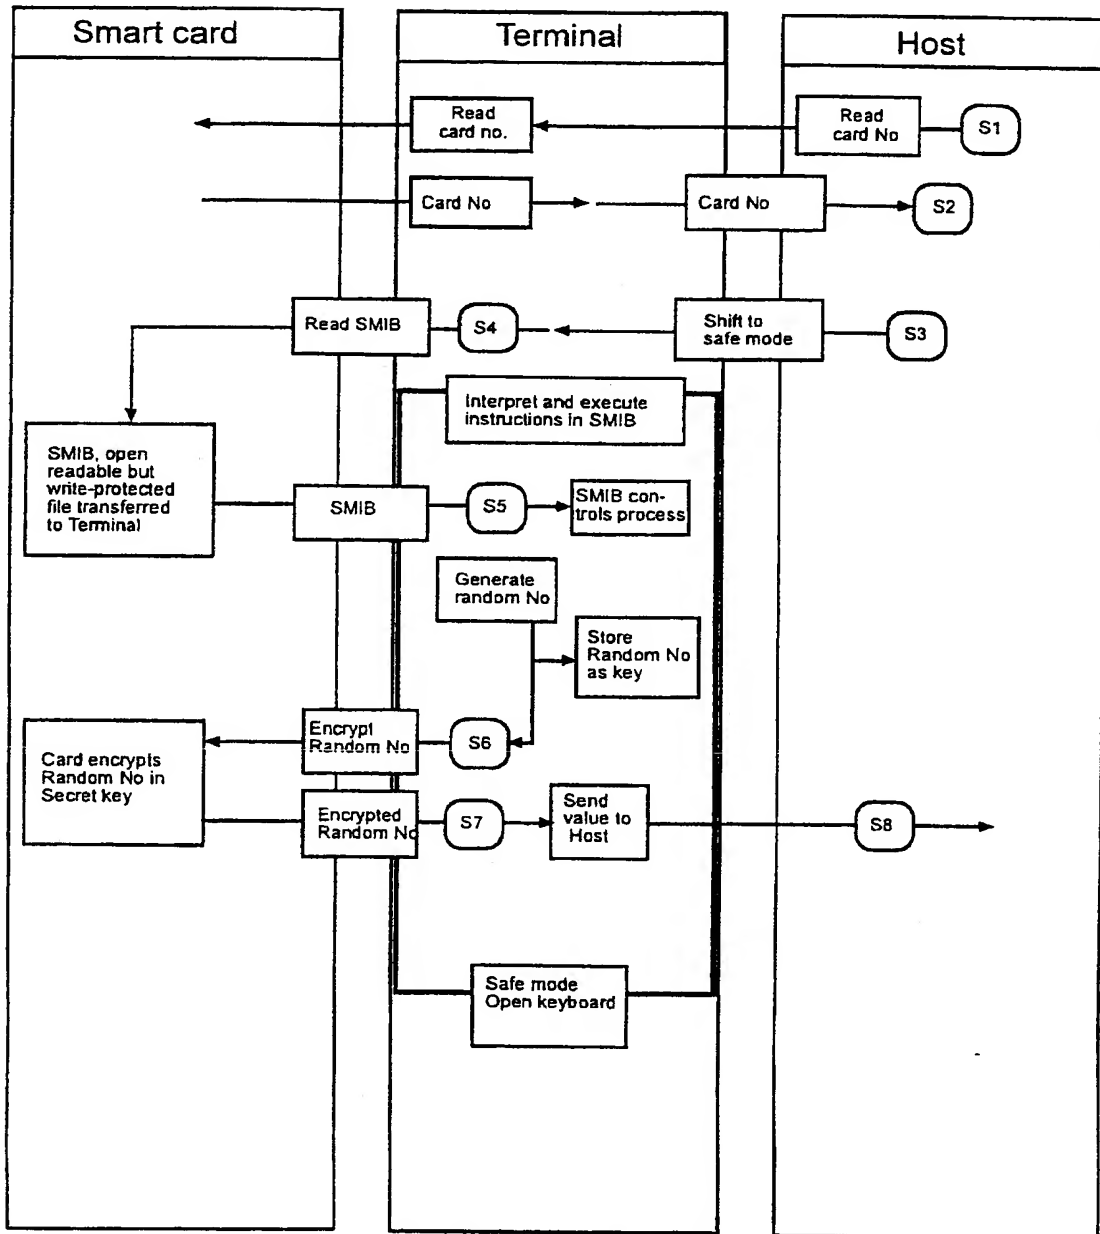 Smart card
Terminal
Host
Read
card no.
Read
card No
S1
Card No
Card No
S2
Read SMIB
S4
Shift to
safe mode
S3
Interpret and execute
instructions in SMIB
SMIB, open
readable but
write-protected
file transferred
to Terminal
SMIB
S5
SMIB con-
trols process
Generate
random No
Store
Random No
as key
Encrypt
Random No
S6
Card encrypts
Random No in
Secret key
Encrypted
Random No
S7
Send
value to
Host
S8
Safe mode
Open keyboard